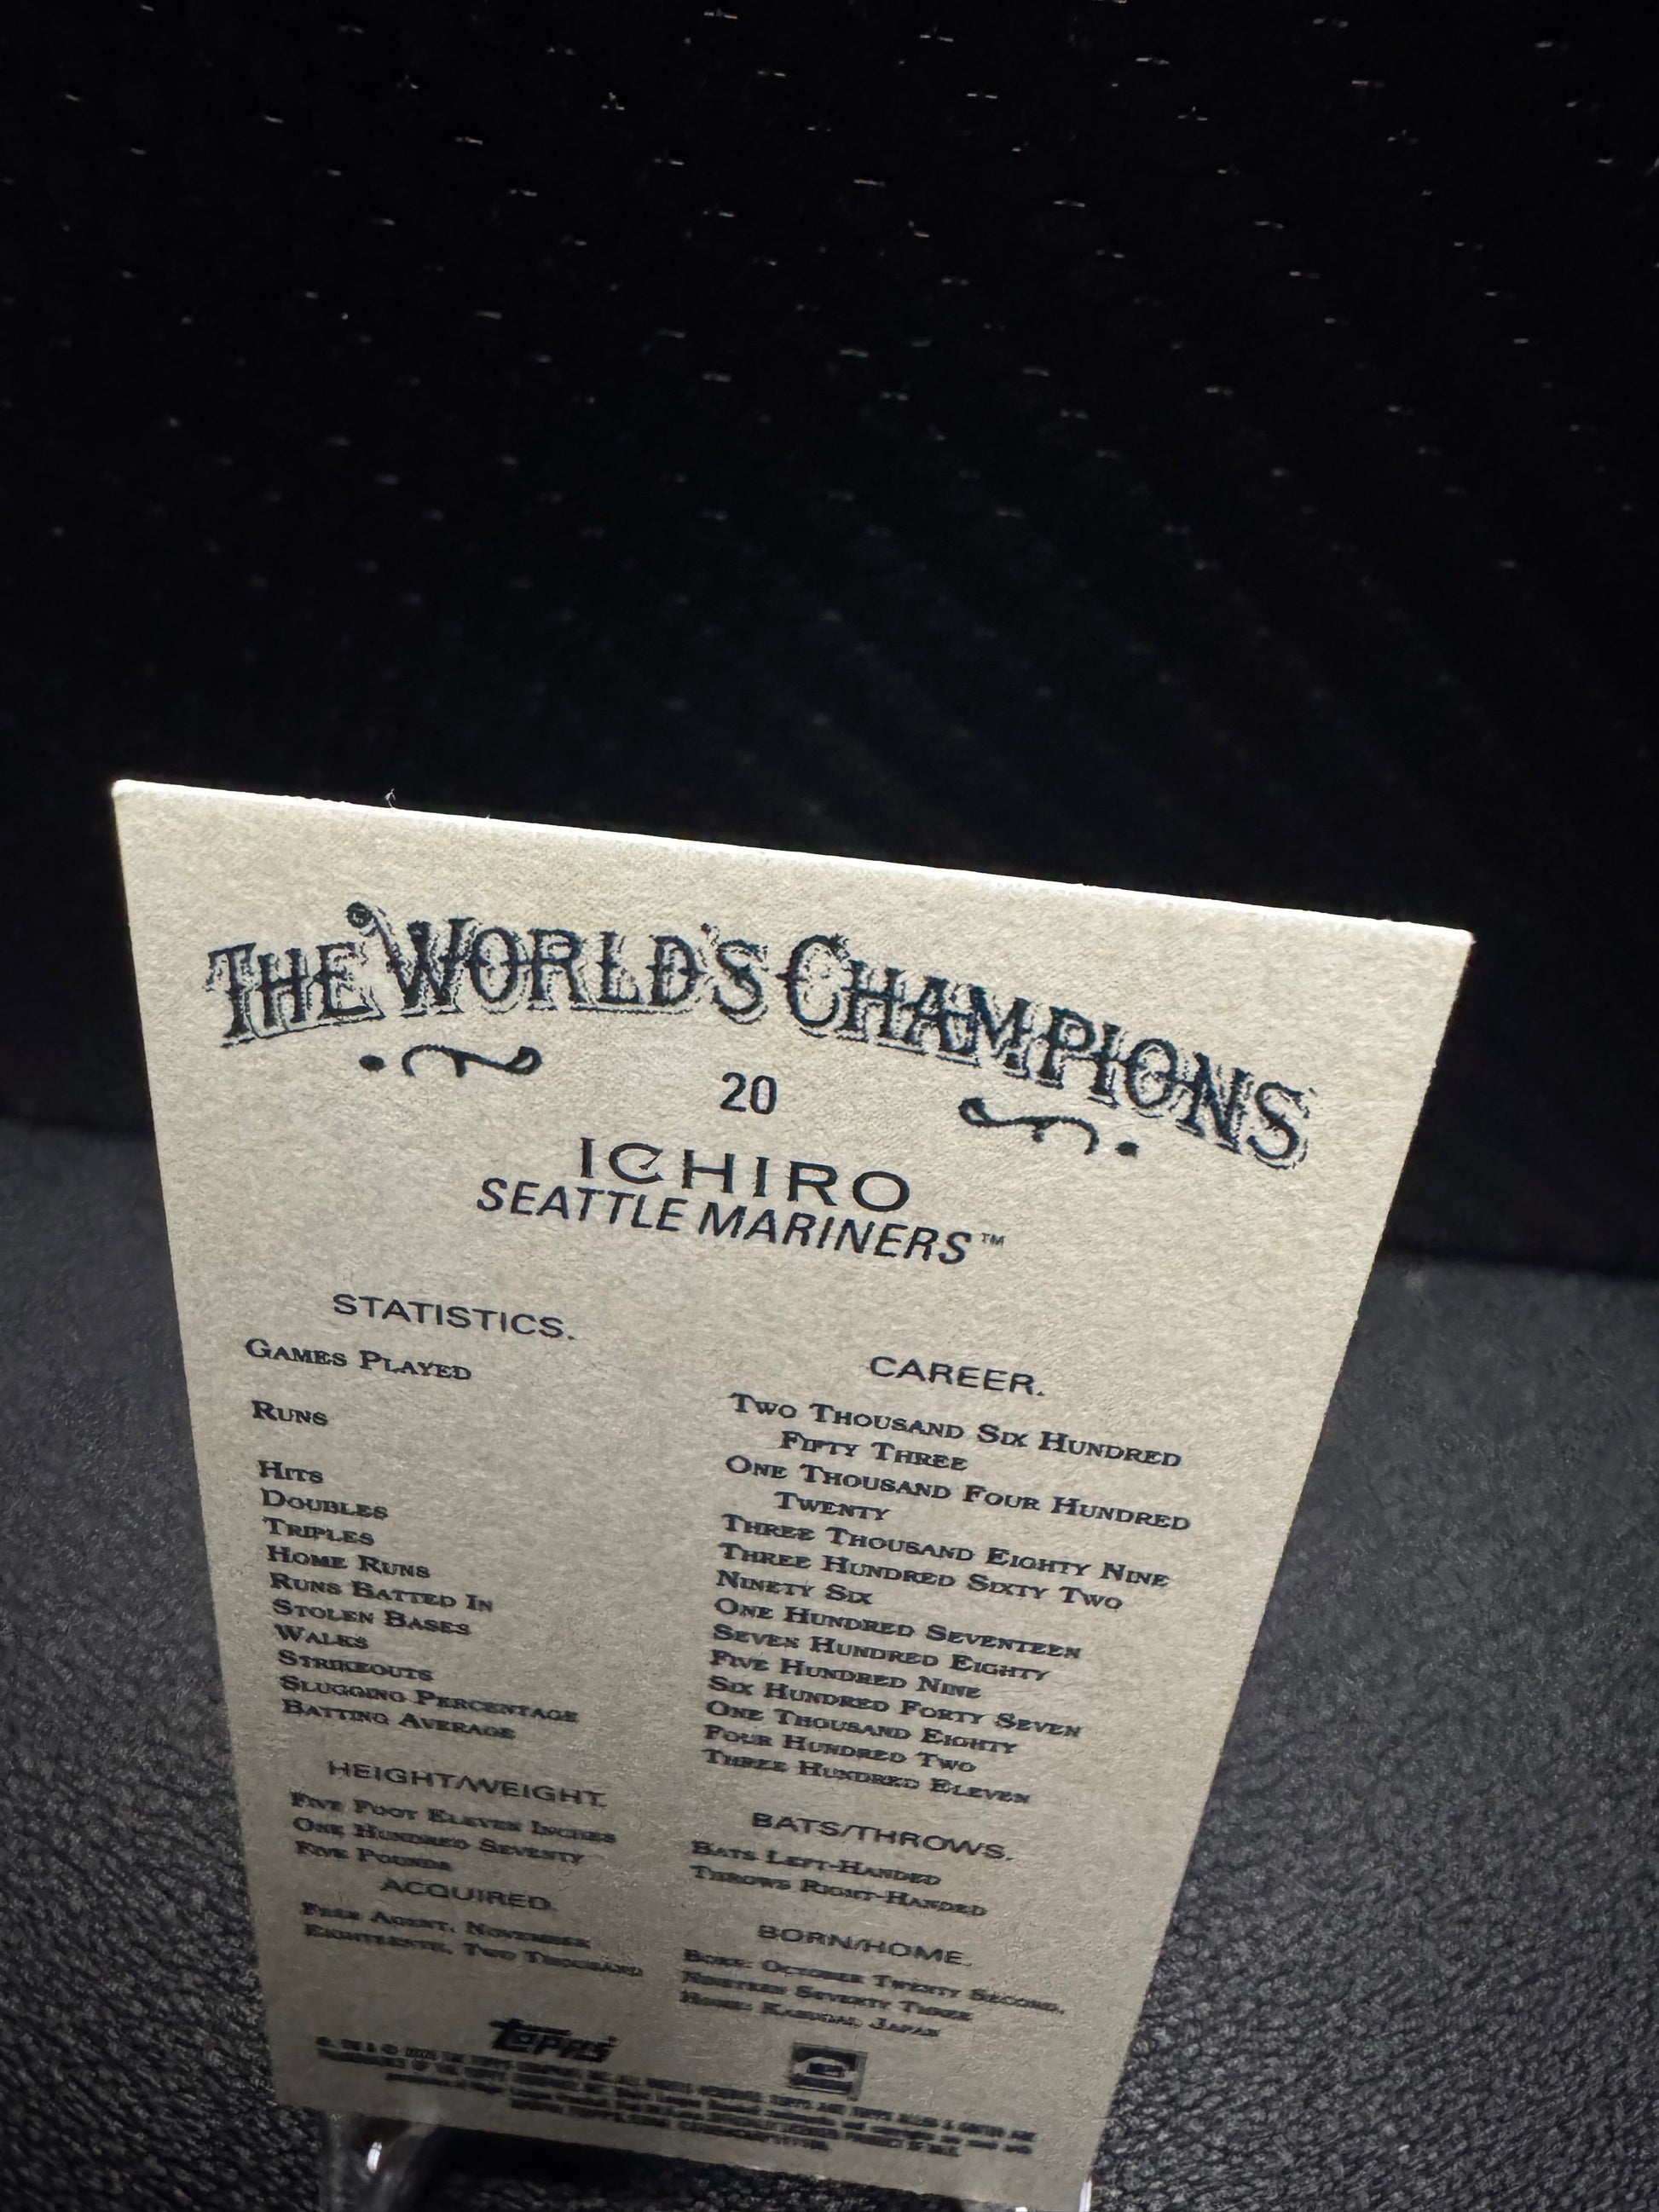 THE WORLD'S CHAMPIONS
20
ICHIRO
SEATTLE MARINERS™
STATISTICS.
GAMES PLAYED
RUNS
HITS
DOUBLES
TRIPLES
HOME RUNS
RUNS BATTED IN
STOLEN BASES
WALKS
STRIKEOUTS
SLUGGING PERCENTAGE
BATTING AVERAGE
CAREER.
TWO THOUSAND SIX HUNDRED
FIFTY THREE
ONE THOUSAND FOUR HUNDRED
TWENTY
THREE THOUSAND EIGHTY NINE
THREE HUNDRED SIXTY TWO
NINETY SIX
ONE HUNDRED SEVENTEEN
SEVEN HUNDRED EIGHTY
FIVE HUNDRED NINE
SIX HUNDRED FORTY SEVEN
ONE THOUSAND EIGHTY
FOUR HUNDRED TWO
THREE HUNDRED ELEVEN
HEIGHT/WEIGHT.
FIVE FOOT ELEVEN INCHES
ONE HUNDRED SEVENTY
FIVE POUNDS
ACQUIRED.
FREE AGENT, NOVEMBER
EIGHTEENTH, TWO THOUSAND
BATS/THROWS.
BATS LEFT-HANDED
THROWS RIGHT-HANDED
BORN/HOME.
BORN: OCTOBER TWENTY SECOND,
NINETEEN SEVENTY THREE
HOME: KASUGAI, JAPAN
TOPPS